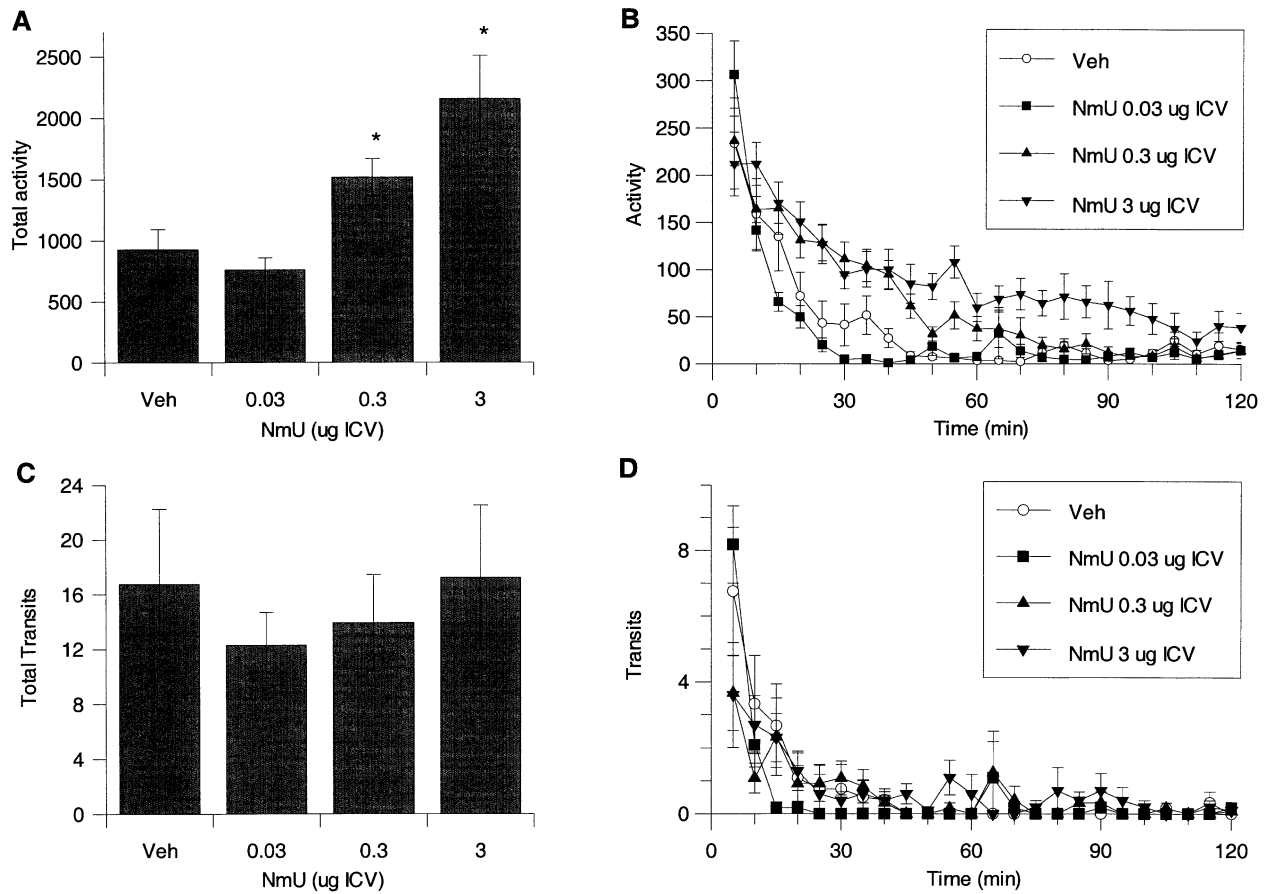 A
Total activity
2500
2000
1500
1000
500
0
*
*
Veh 0.03 0.3 3
NmU (ug ICV)
B
Activity
350
300
250
200
150
100
50
0
0 30 60 90 120
Time (min)
Veh
NmU 0.03 ug ICV
NmU 0.3 ug ICV
NmU 3 ug ICV
C
Total Transits
24
20
16
12
8
4
0
Veh 0.03 0.3 3
NmU (ug ICV)
D
Transits
8
4
0
0 30 60 90 120
Time (min)
Veh
NmU 0.03 ug ICV
NmU 0.3 ug ICV
NmU 3 ug ICV